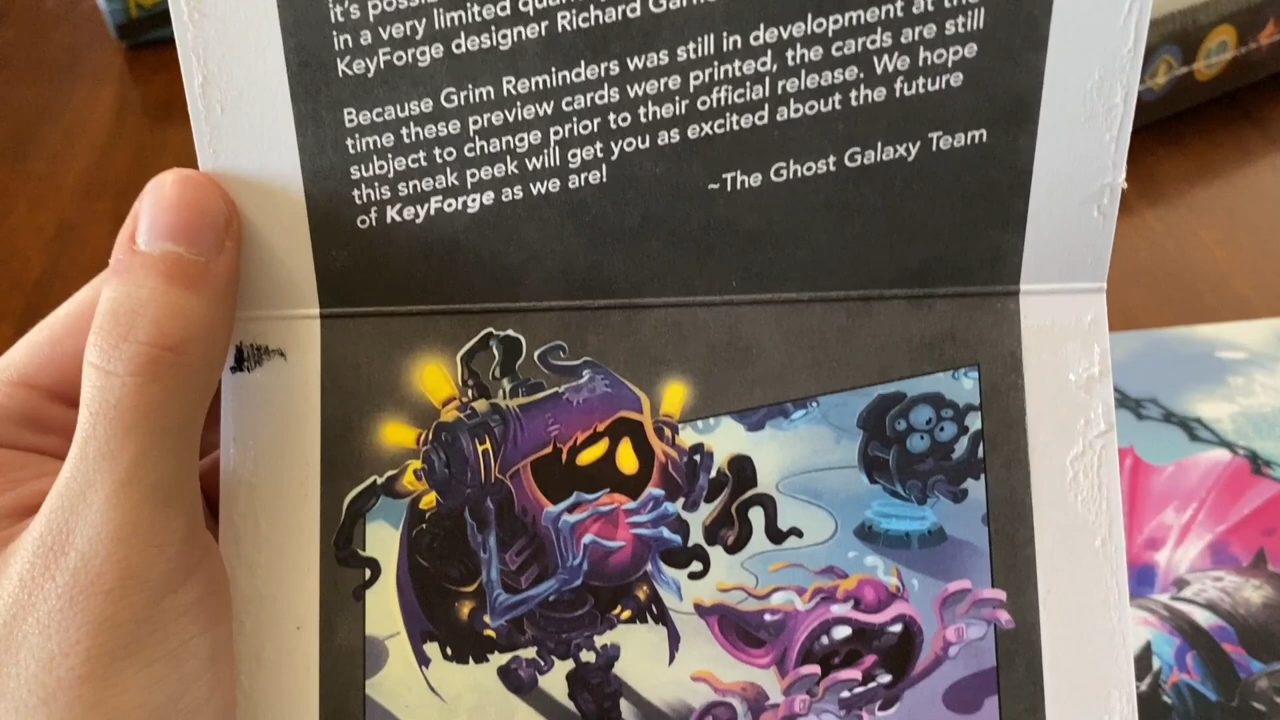 it's
in a very limited
KeyForge designer Richard
Because Grim Reminders was still in development at the
time these preview cards were printed, the cards are still
subject to change prior to their official release. We hope
this sneak peek will get you as excited about the future
of KeyForge as we are!
~The Ghost Galaxy Team